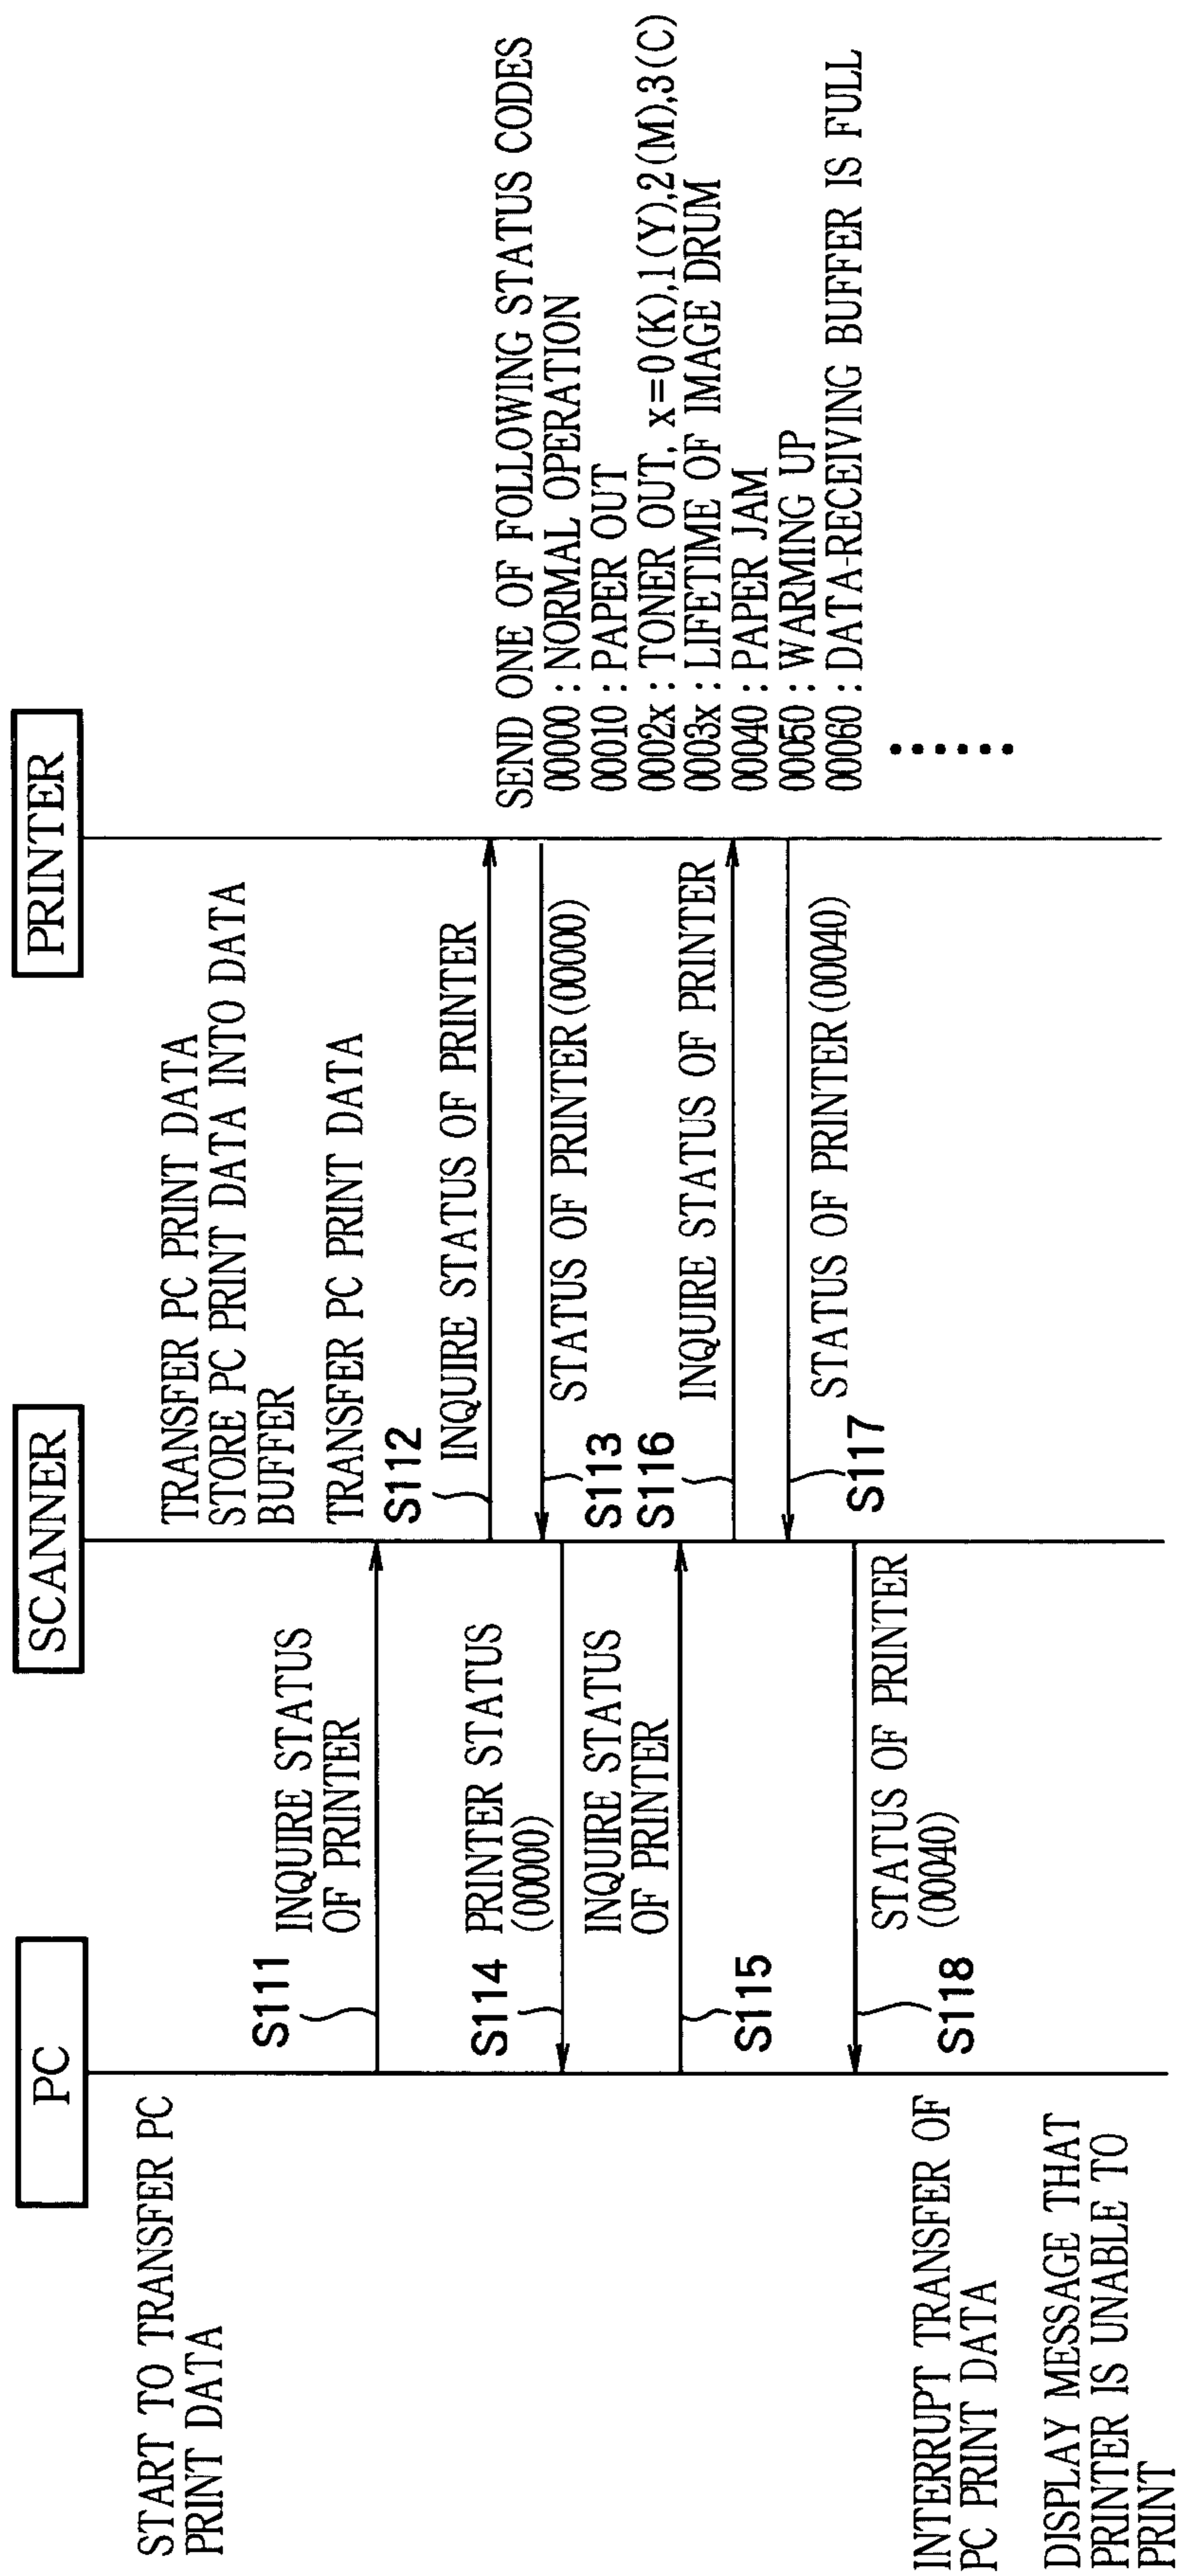 PC
SCANNER
PRINTER
START TO TRANSFER PC
PRINT DATA
TRANSFER PC PRINT DATA
STORE PC PRINT DATA INTO DATA
BUFFER
TRANSFER PC PRINT DATA
S111
INQUIRE STATUS
OF PRINTER
S112
INQUIRE STATUS OF PRINTER
SEND ONE OF FOLLOWING STATUS CODES
00000 : NORMAL OPERATION
00010 : PAPER OUT
0002x : TONER OUT, x=0(K),1(Y),2(M),3(C)
0003x : LIFETIME OF IMAGE DRUM
00040 : PAPER JAM
00050 : WARMING UP
00060 : DATA-RECEIVING BUFFER IS FULL
......
STATUS OF PRINTER(00000)
S113
S114
PRINTER STATUS
(00000)
INQUIRE STATUS
OF PRINTER
S115
S116
INQUIRE STATUS OF PRINTER
STATUS OF PRINTER(00040)
S117
STATUS OF PRINTER
(00040)
S118
INTERRUPT TRANSFER OF
PC PRINT DATA
DISPLAY MESSAGE THAT
PRINTER IS UNABLE TO
PRINT